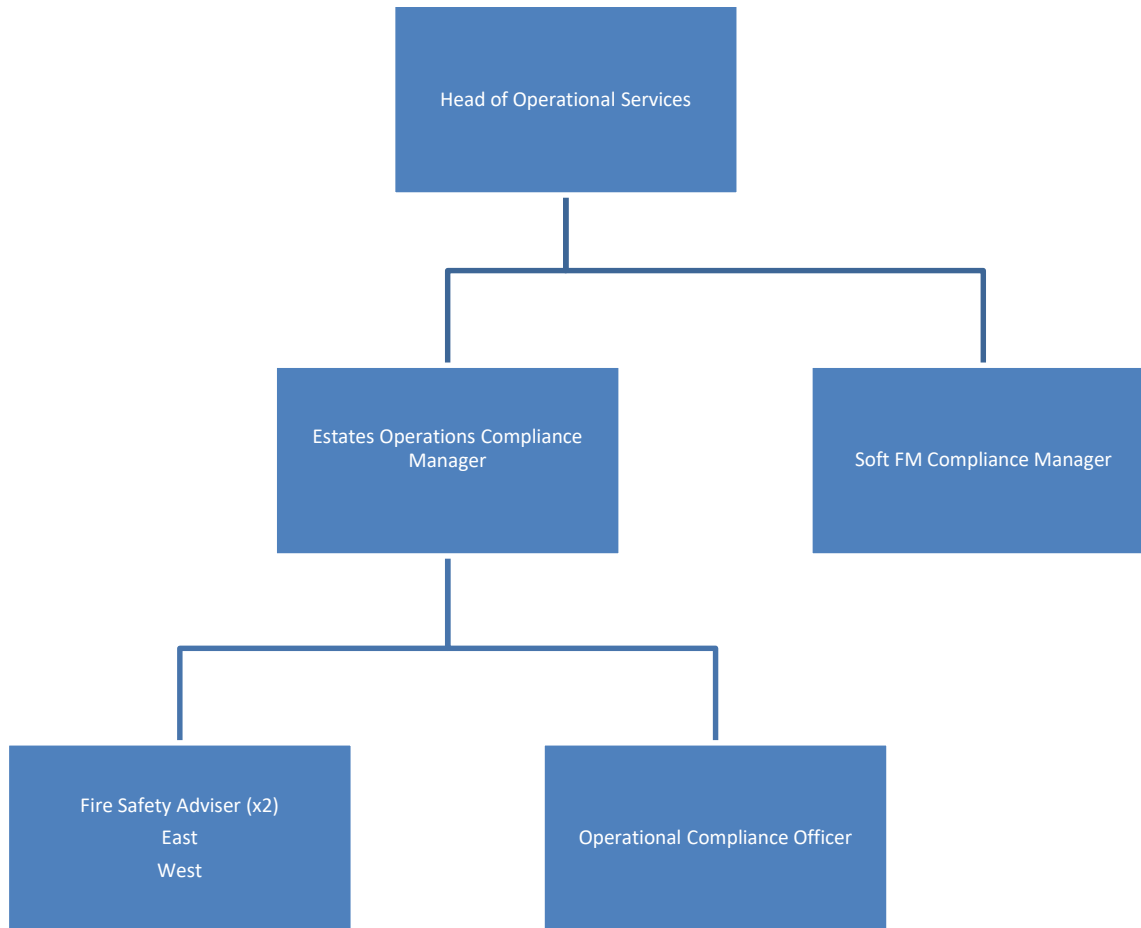 Head of Operational Services
Estates Operations Compliance
Manager
Soft FM Compliance Manager
Fire Safety Adviser (x2)
East
West
Operational Compliance Officer